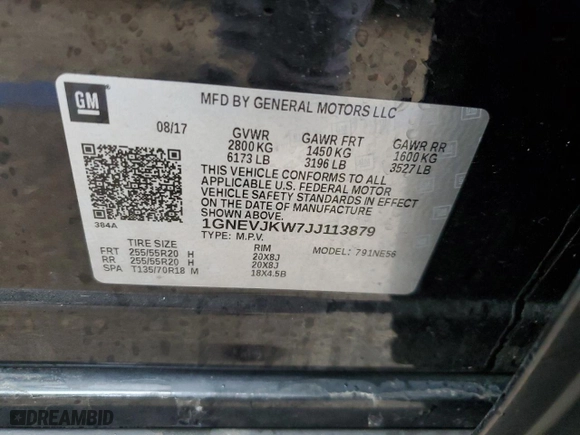 GM
MFD BY GENERAL MOTORS LLC
08/17
GVWR GAWR FRT GAWR RR
2800 KG 1450 KG 1600 KG
6173 LB 3196 LB 3527 LB
THIS VEHICLE CONFORMS TO ALL
APPLICABLE U.S. FEDERAL MOTOR
VEHICLE SAFETY STANDARDS IN EFFECT
ON THE DATE OF MANUFACTURE
SHOWN ABOVE.
384A
1GNEVJKW7JJ113879
TYPE: M.P.V. MODEL: 791NE56
TIRE SIZE RIM
FRT 255/55R20 H 20X8J
RR 255/55R20 H 20X8J
SPA T135/70R18 M 18X4.5B
DREAMBID